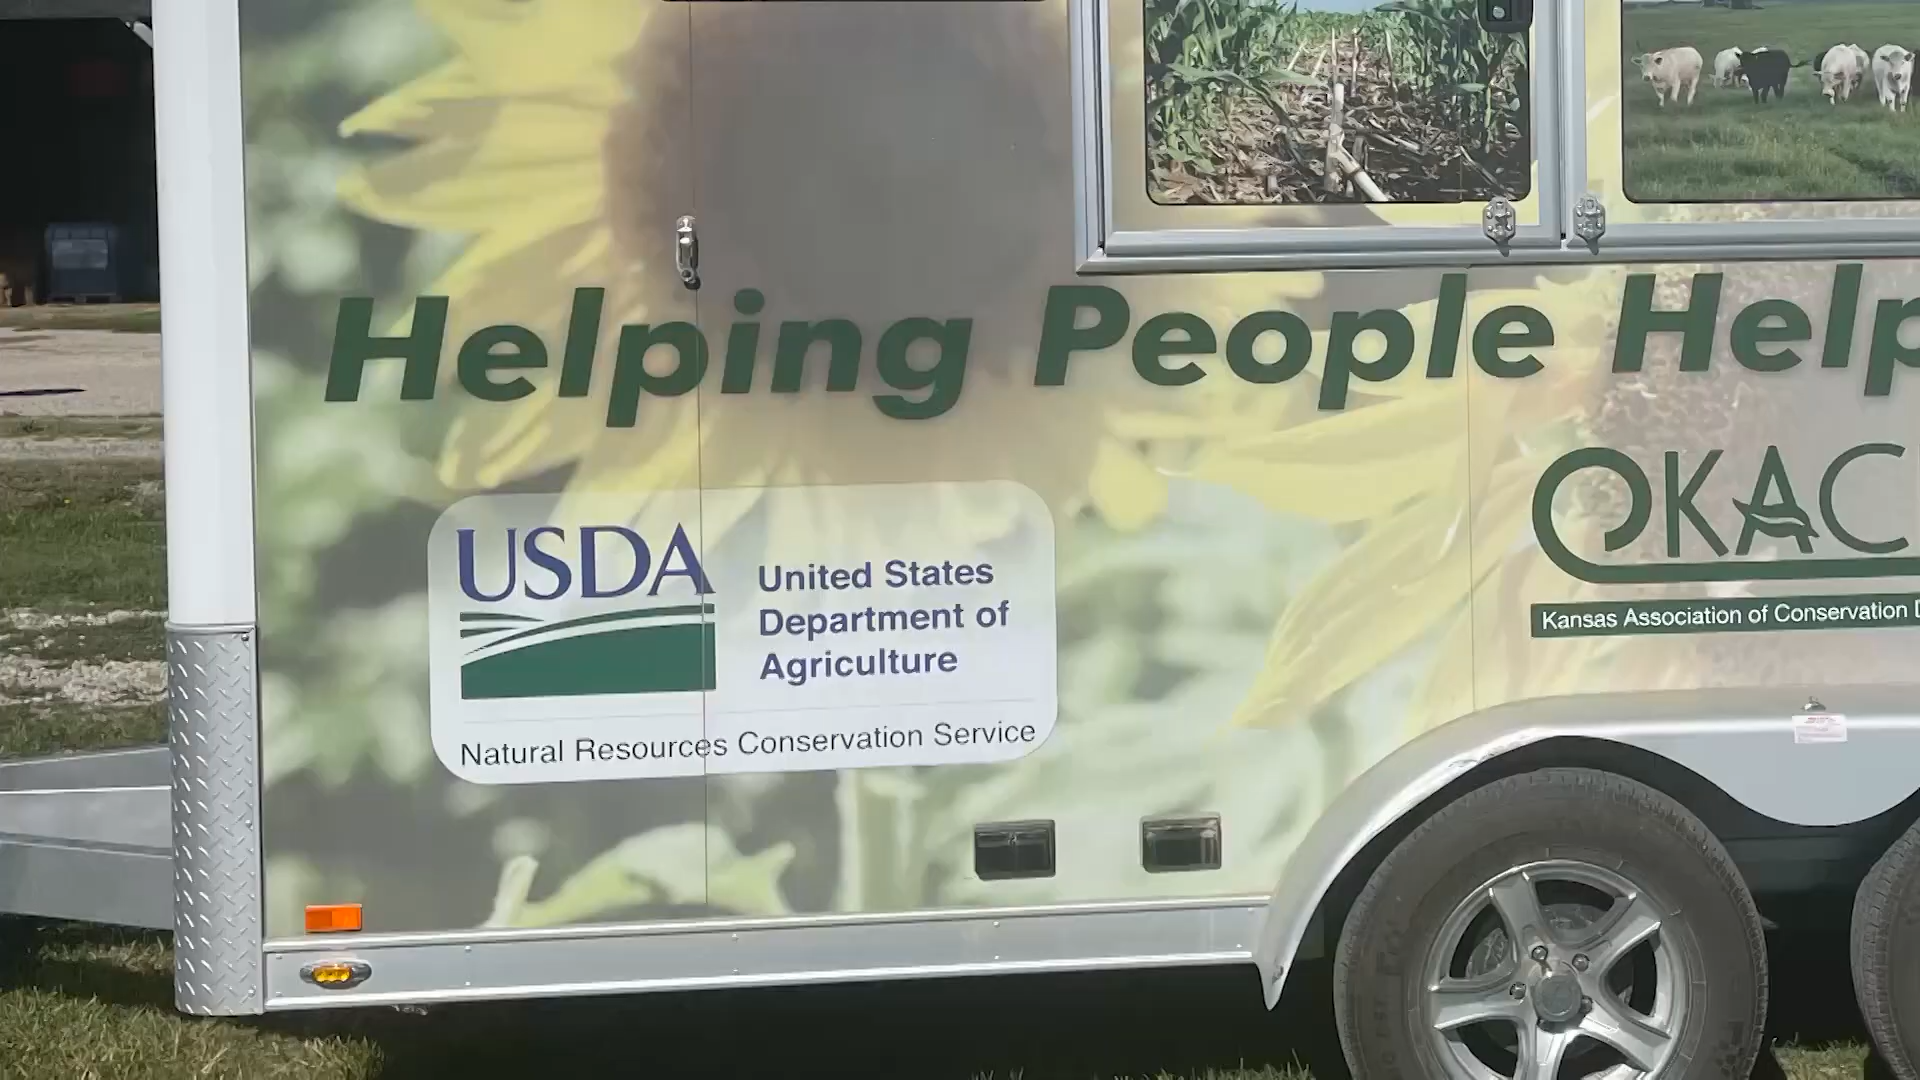 Helping People Help
USDA
United States
Department of
Agriculture
Natural Resources Conservation Service
KAC
Kansas Association of Conservation